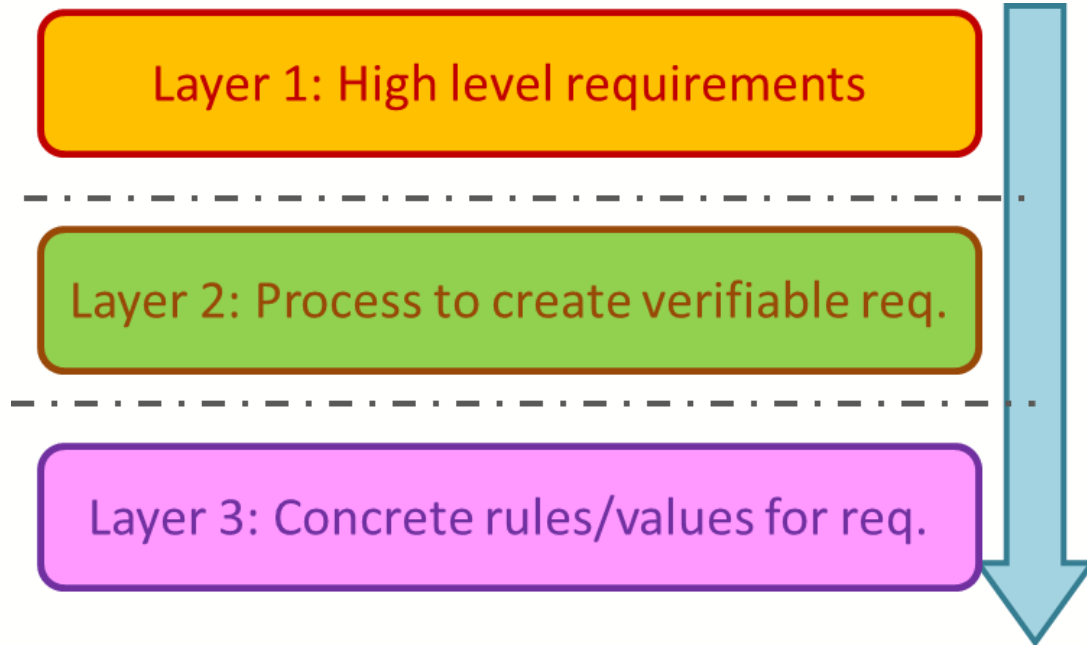 Layer 1: High level requirements
Layer 2: Process to create verifiable req.
Layer 3: Concrete rules/values for req.